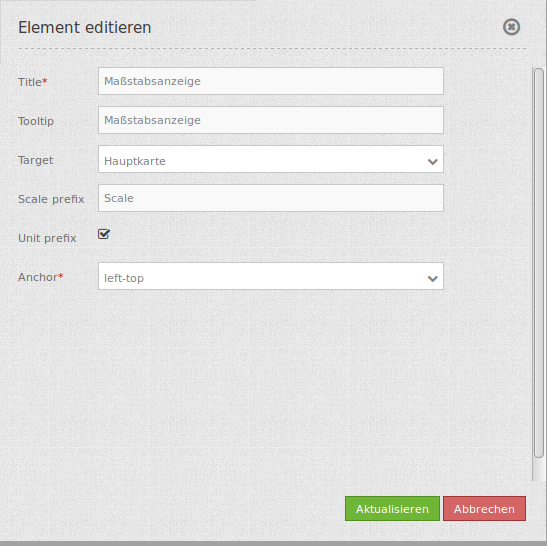 Element editieren
Title* Maßstabsanzeige
Tooltip Maßstabsanzeige
Target Hauptkarte
Scale prefix Scale
Unit prefix
Anchor* left-top
Aktualisieren Abbrechen